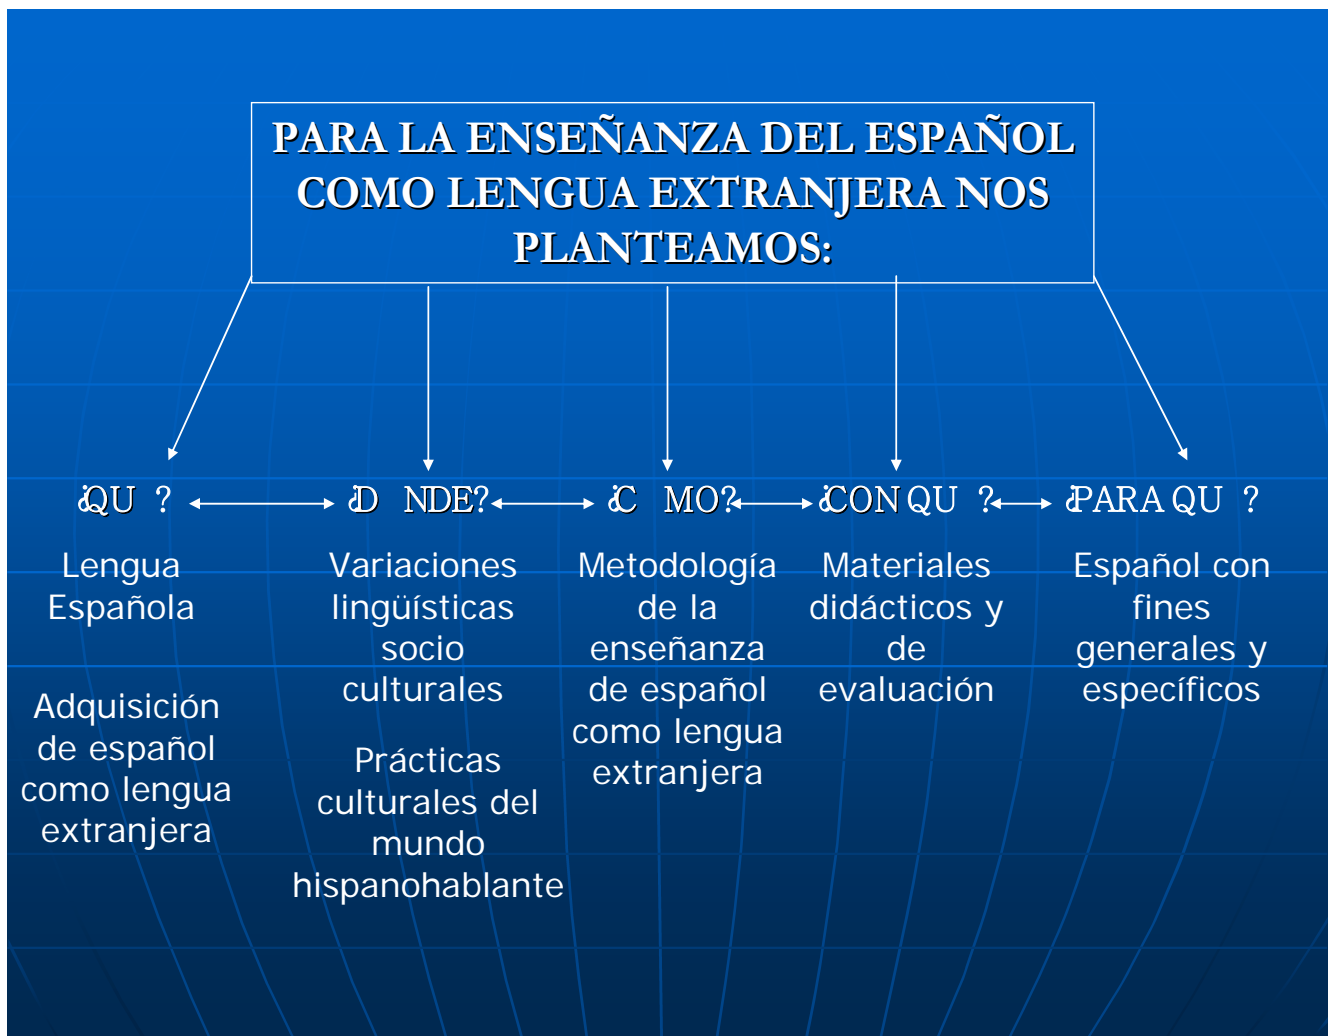 PARA LA ENSEÑANZA DEL ESPAÑOL
COMO LENGUA EXTRANJERA NOS
PLANTEAMOS:
¿QU ?
Lengua
Española
Adquisición
de español
como lengua
extranjera
¿D NDE?
Variaciones
lingüísticas
socio
culturales
Prácticas
culturales del
mundo
hispanohablante
¿C MO?
Metodología
de la
enseñanza
de español
como lengua
extranjera
¿CON QU ?
Materiales
didácticos y
de
evaluación
¿PARA QU ?
Español con
fines
generales y
específicos